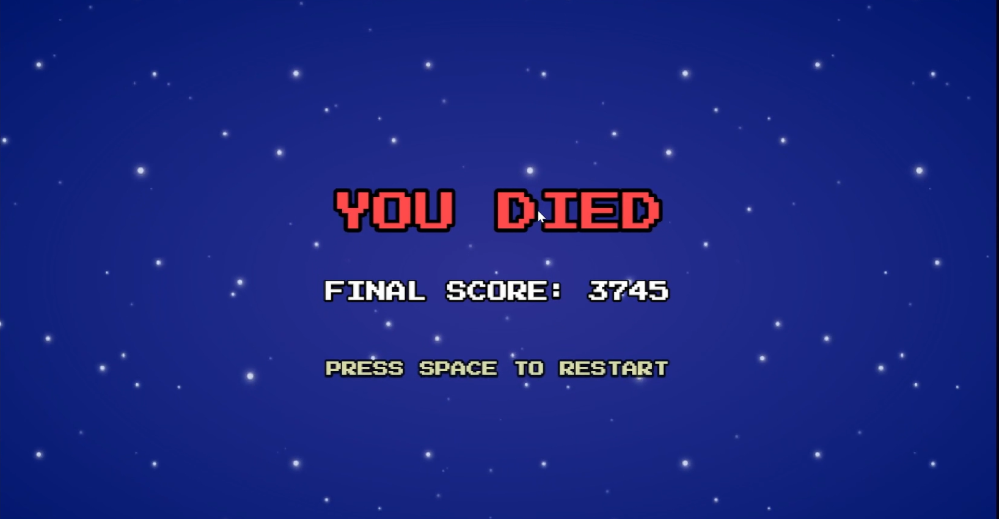 YOU DIED
FINAL SCORE: 3745
PRESS SPACE TO RESTART